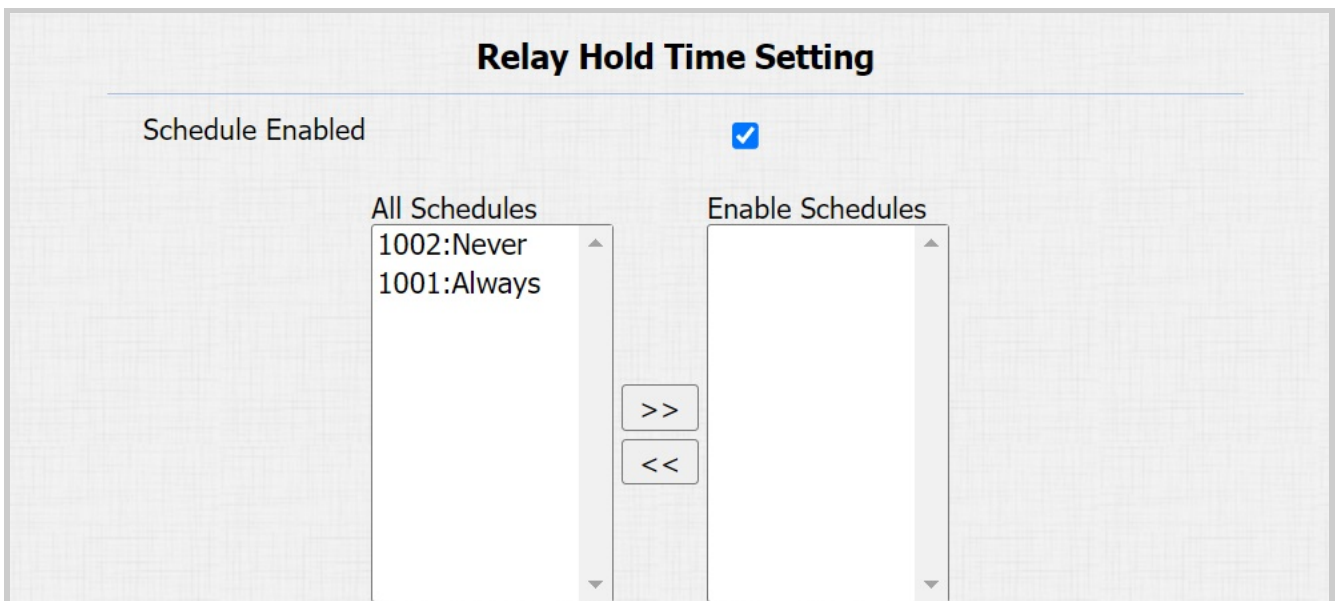 Relay Hold Time Setting
Schedule Enabled
All Schedules
Enable Schedules
1002:Never
1001:Always
>>
<<